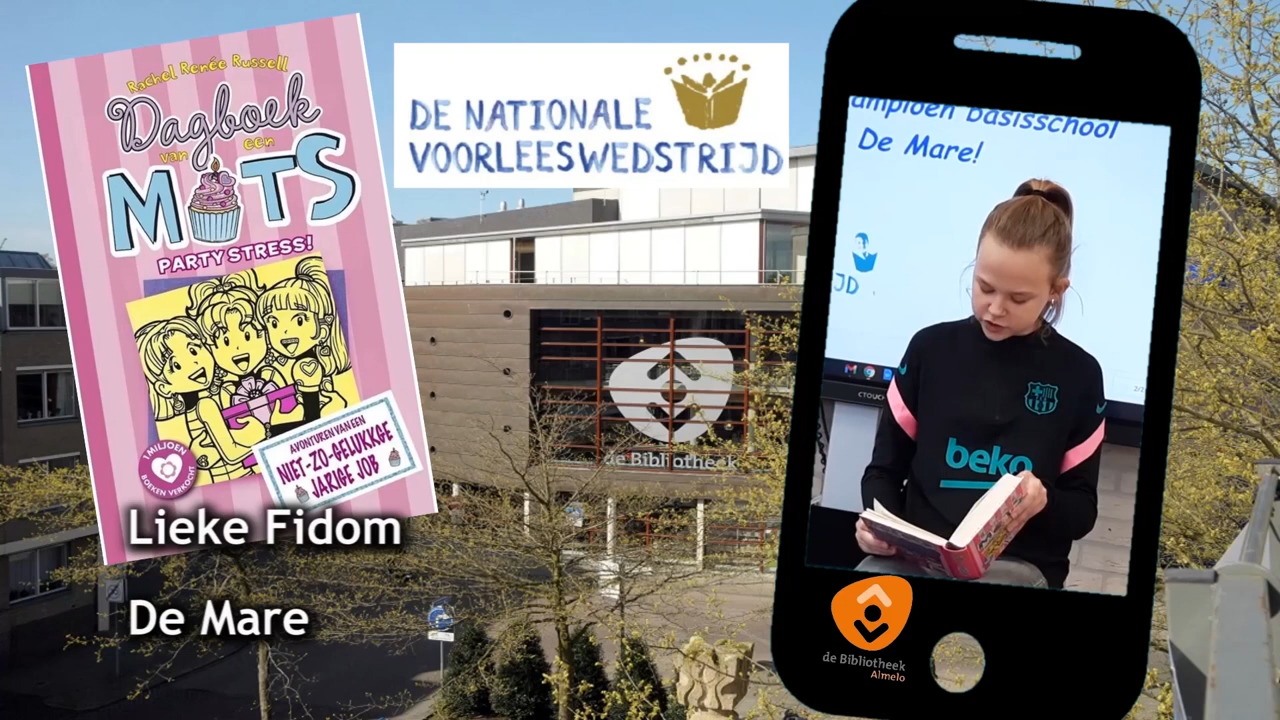 Rachel Renée Russell
Dagboek
van een
MTS
PARTY STRESS!
1 MILJOEN
BOEKEN VERKOCHT
AVONTUREN VAN EEN
NIET-ZO-GELUKKGE
JARIGE JOB
Lieke Fidom
De Mare
DE NATIONALE
VOORLEESWEDSTRIJD
de Bibliotheek
ampioen Basisschool
De Mare!
JD
CTOUCH
beko
de Bibliotheek
Almelo